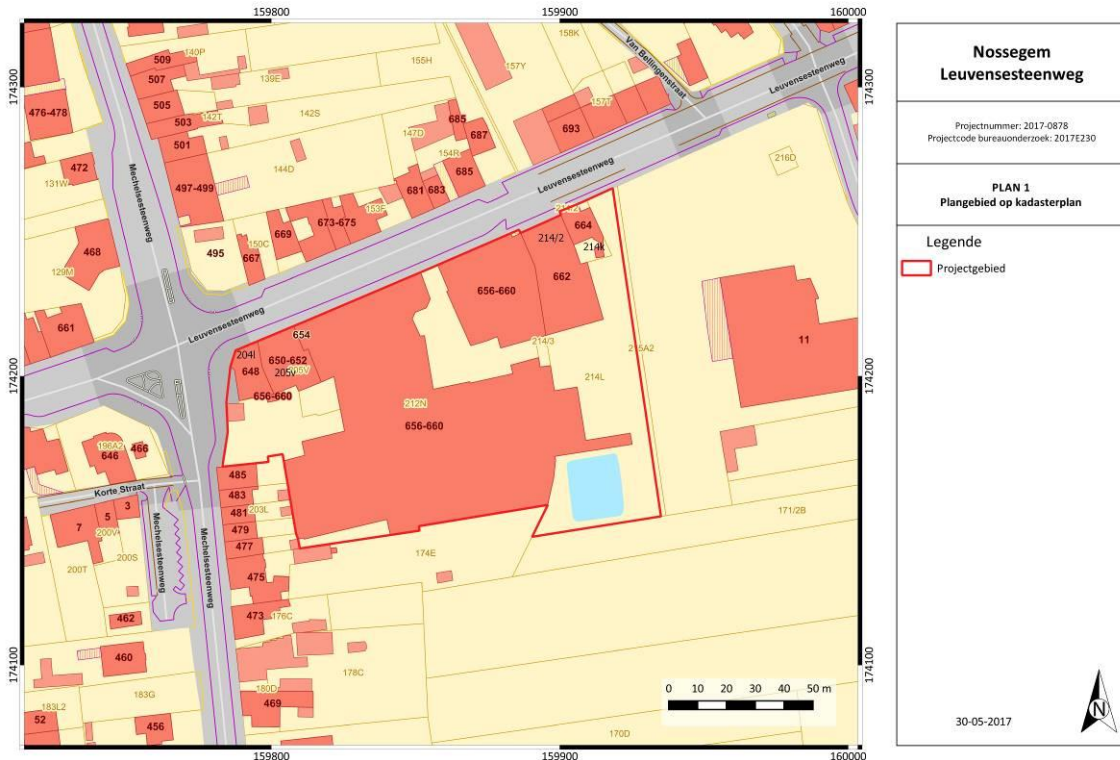 159800
159900
160000
174300
174200
174100
174300
174200
174100
159800
159900
160000
509
507
505
503
501
497-499
495
476-478
472
468
661
140P
139E
142T
142S
144D
155H
147D
154R
153F
150C
131W
129M
157Y
158K
157T
685
687
685
681
683
673-675
669
667
693
Van Bellingenstraat
Leuvensesteenweg
Leuvensesteenweg
Leuvensesteenweg
Mechelsesteenweg
216D
664
214k
214/2
662
656-660
214/3
214L
215A2
11
654
204l
650-652
648
205v
205V
656-660
212N
656-660
196A2
646
466
Korte Straat
485
483
481
203L
479
477
475
473
176C
174E
171/2B
7
5
3
200V
200S
200T
Mechelsesteenweg
Mechelsesteenweg
462
460
183G
183L2
52
456
180D
469
178C
170D
0 10 20 30 40 50 m
Nossegem
Leuvensesteenweg
Projectnummer: 2017-0878
Projectcode bureauonderzoek: 2017E230
PLAN 1
Plangebied op kadasterplan
Legende
Projectgebied
30-05-2017
N